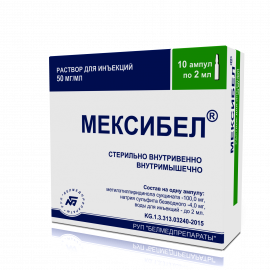 РАСТВОР ДЛЯ ИНЪЕКЦИЙ
50 мг/мл
10 ампул
по 2 мл
МЕКСИБЕЛ®
СТЕРИЛЬНО ВНУТРИВЕННО
ВНУТРИМЫШЕЧНО
Состав на одну ампулу:
метилэтилпиридинола сукцината -100,0 мг,
натрия сульфита безводного -4,0 мг,
воды для инъекций - до 2 мл.
KG.1.3.313.03240-2015
РУП "БЕЛМЕДПРЕПАРАТЫ"